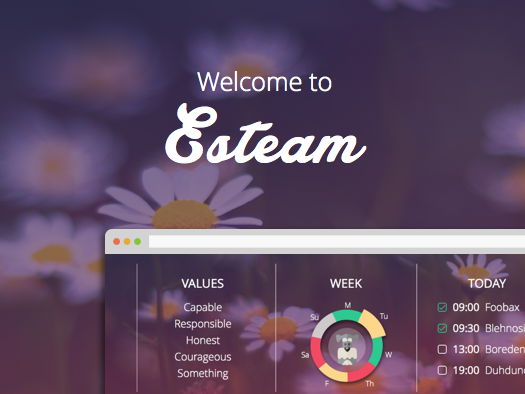 Welcome to
Esteam
VALUES
Capable
Responsible
Honest
Courageous
Something
WEEK
M
Tu
W
Th
F
Sa
Su
TODAY
09:00 Foobax
09:30 Blehnosi
13:00 Boreden
19:00 Duhdun